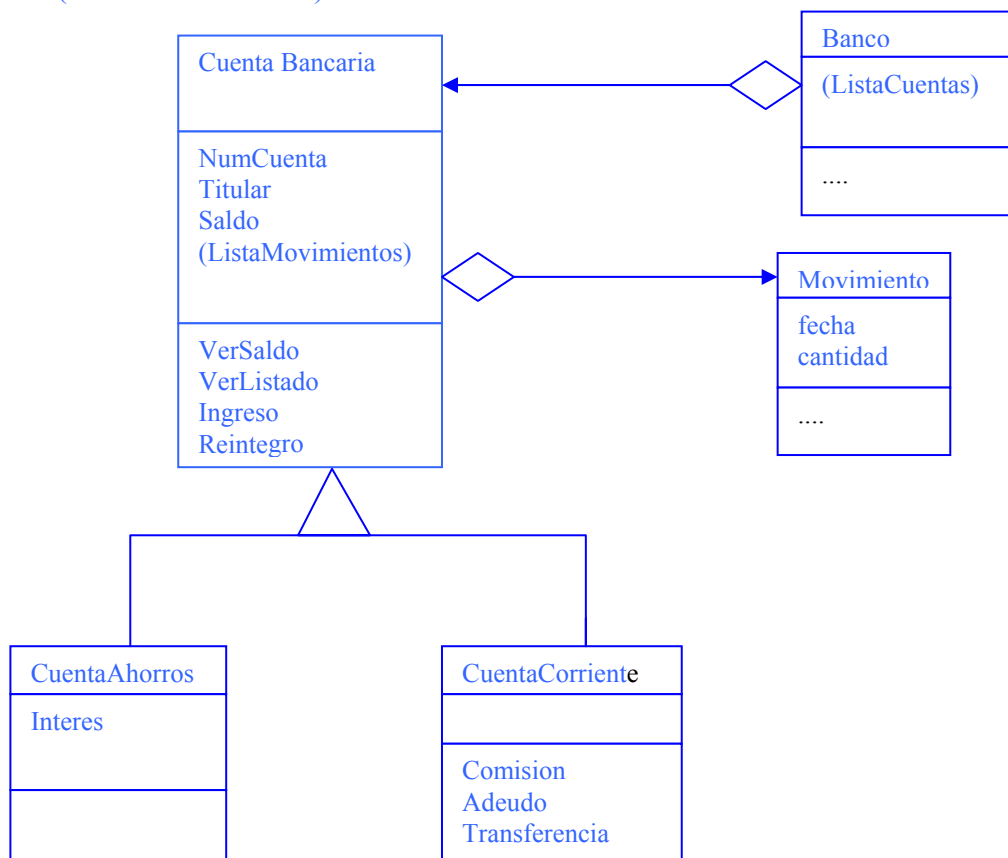 Cuenta Bancaria
NumCuenta
Titular
Saldo
(ListaMovimientos)
VerSaldo
VerListado
Ingreso
Reintegro
Banco
(ListaCuentas)
....
Movimiento
fecha
cantidad
....
CuentaAhorros
Interes
CuentaCorriente
Comision
Adeudo
Transferencia